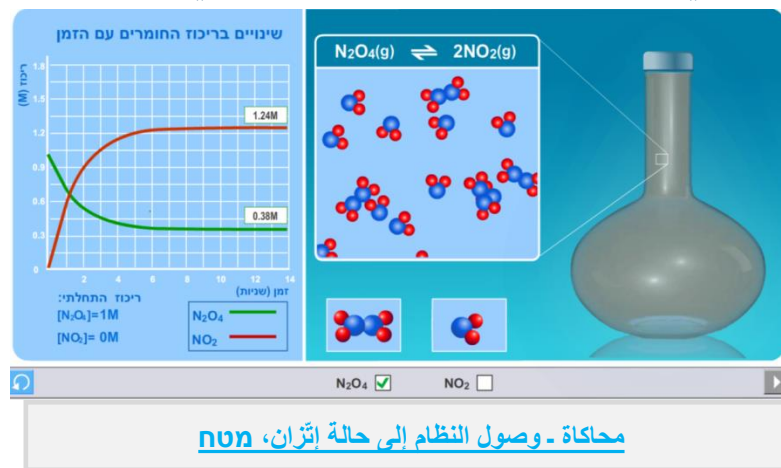 שינויים בריכוז החומרים עם הזמן
ריכוז (M)
1.8
1.5
1.2
0.9
0.6
0.3
0
1.24M
0.38M
2 4 6 8 10 12 14
זמן (שניות)
ריכוז התחלתי:
[N₂O₄]=1M
[NO₂]= 0M
N₂O₄
NO₂
N₂O₄(g) ⇌ 2NO₂(g)
N₂O₄ ☑ NO₂ ☐
محاكاة ـ وصول النظام إلى حالة إتّزان، מטח